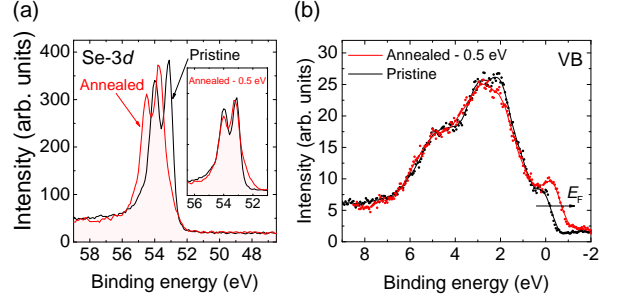 (a)
Se-3d
Pristine
Annealed
Annealed - 0.5 eV
56 54 52
400
300
200
100
0
58 56 54 52 50 48
Intensity (arb. units)
Binding energy (eV)
(b)
Annealed - 0.5 eV
Pristine
VB
E_F
30
25
20
15
10
5
0
8 6 4 2 0 -2
Intensity (arb. units)
Binding energy (eV)